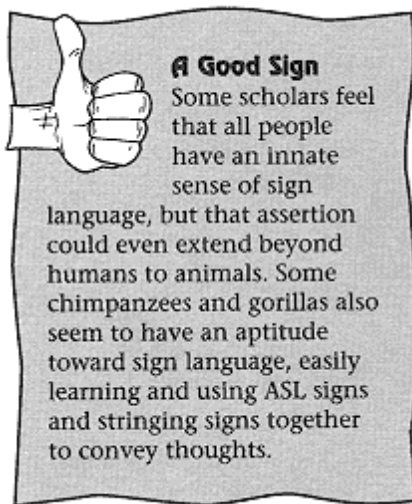 A Good Sign
Some scholars feel
that all people
have an innate
sense of sign
language, but that assertion
could even extend beyond
humans to animals. Some
chimpanzees and gorillas also
seem to have an aptitude
toward sign language, easily
learning and using ASL signs
and stringing signs together
to convey thoughts.